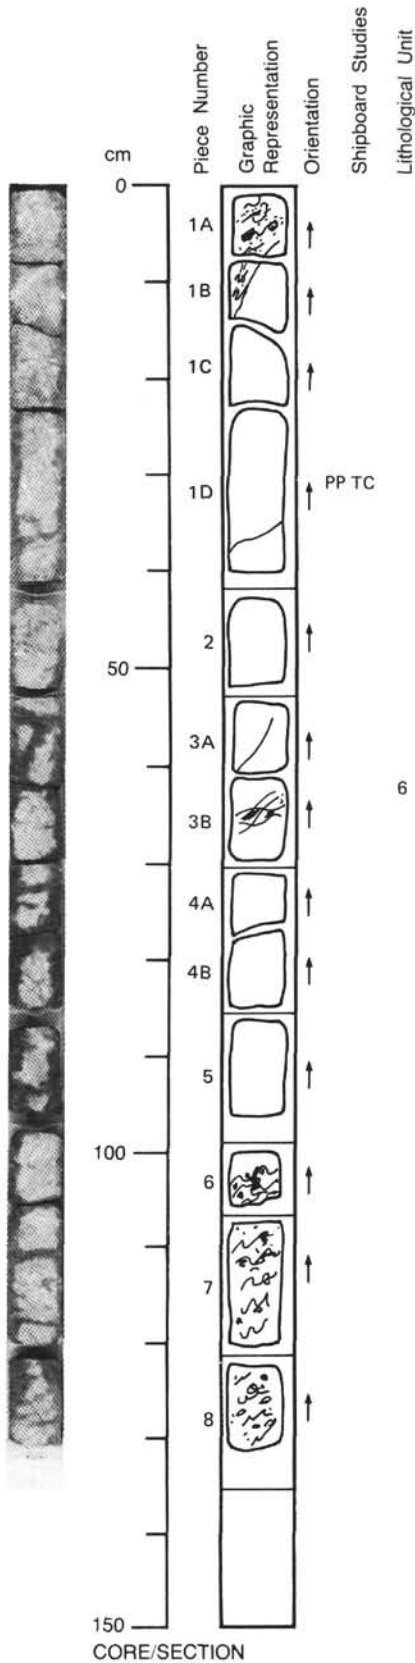 cm
Piece Number
Graphic
Representation
Orientation
Shipboard Studies
Lithological Unit
0
1A
1B
1C
1D
PP TC
2
50
3A
6
3B
4A
4B
5
100
6
7
8
150
CORE/SECTION